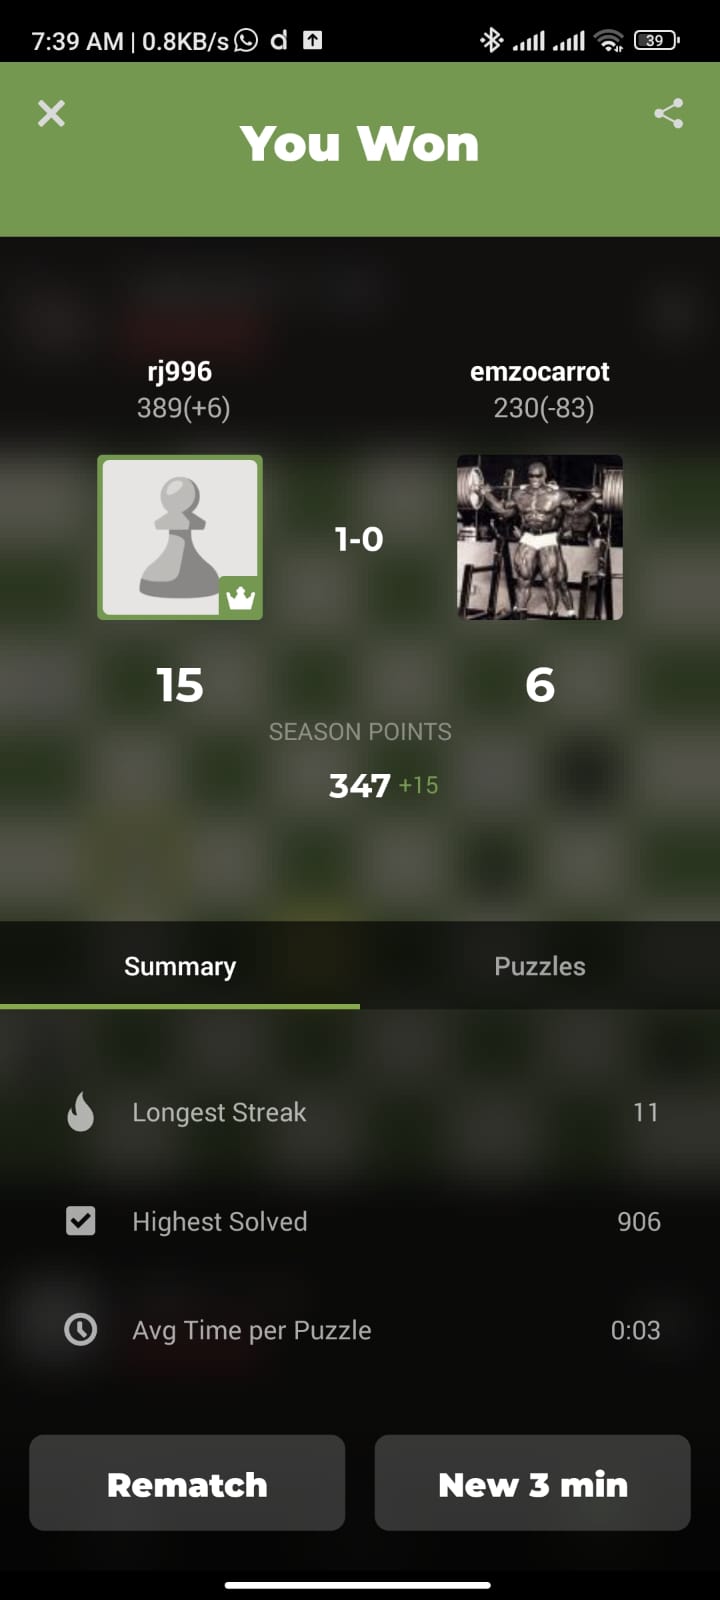 7:39 AM | 0.8KB/s
39
You Won
rj996
emzocarrot
389(+6)
230(-83)
1-0
15
6
SEASON POINTS
347 +15
Summary
Puzzles
Longest Streak 11
Highest Solved 906
Avg Time per Puzzle 0:03
Rematch
New 3 min